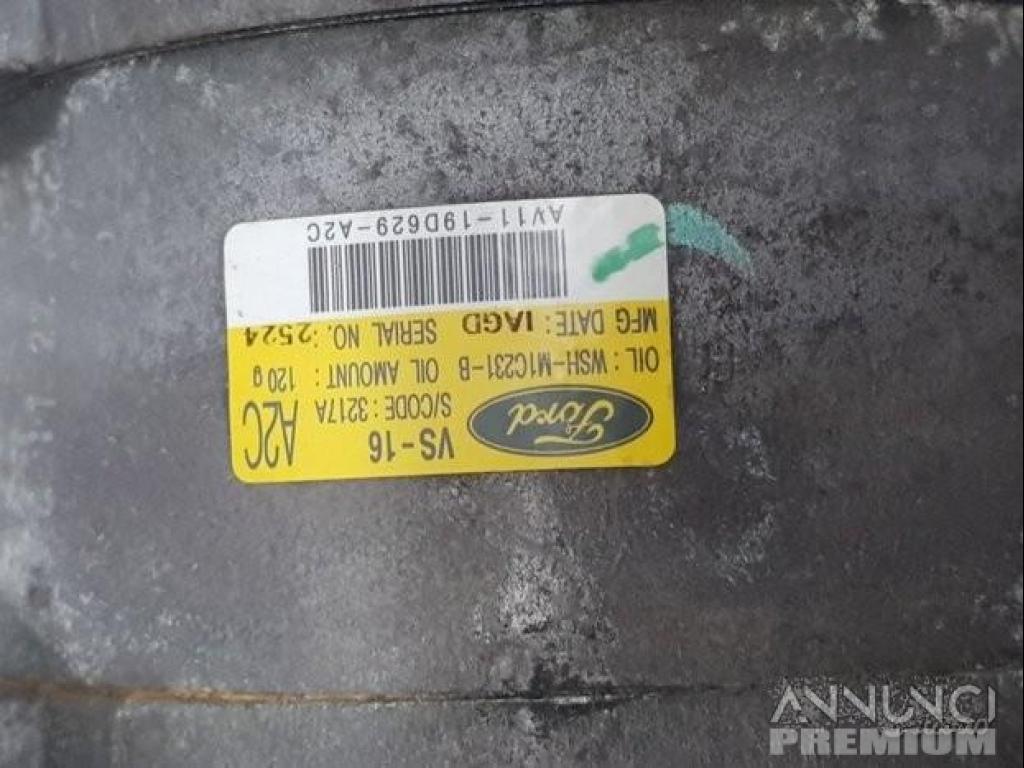 VS-16
A2C
Ford
S/CODE : 3217A
OIL : WSH-M1C231-B OIL AMOUNT : 120 g
MFG DATE : IAGD SERIAL NO. : 2524
AV11-19D629-A2C
ANNUNCI
PREMIUM